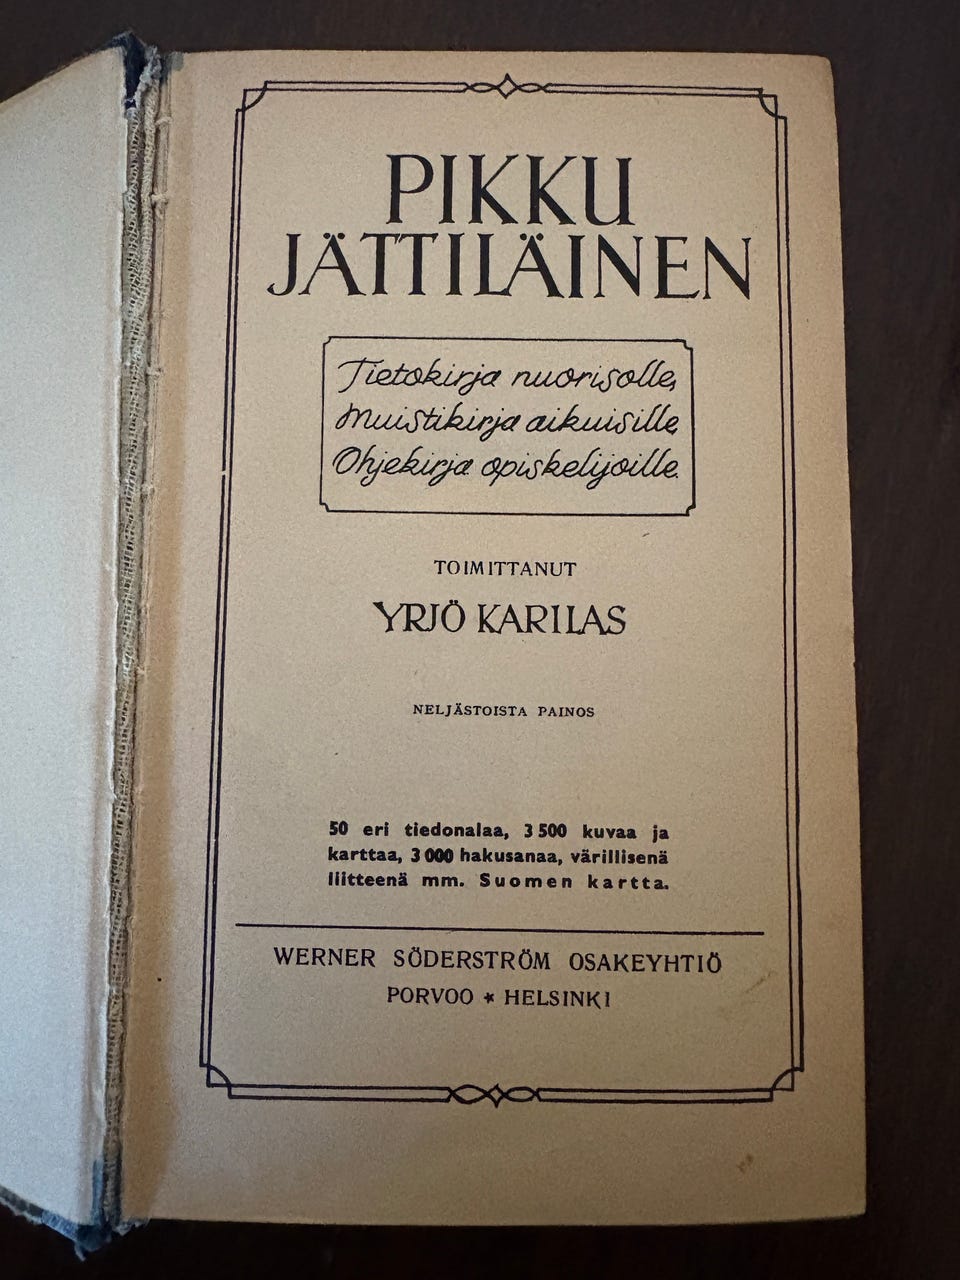 PIKKU
JÄTTILÄINEN
Tietokirja nuorisolle,
Muistikirja aikuisille,
Ohjekirja opiskelijoille.
TOIMITTANUT
YRJÖ KARILAS
NELJÄSTOISTA PAINOS
50 eri tiedonalaa, 3 500 kuvaa ja
karttaa, 3 000 hakusanaa, värillisenä
liitteenä mm. Suomen kartta.
WERNER SÖDERSTRÖM OSAKEYHTIÖ
PORVOO * HELSINKI